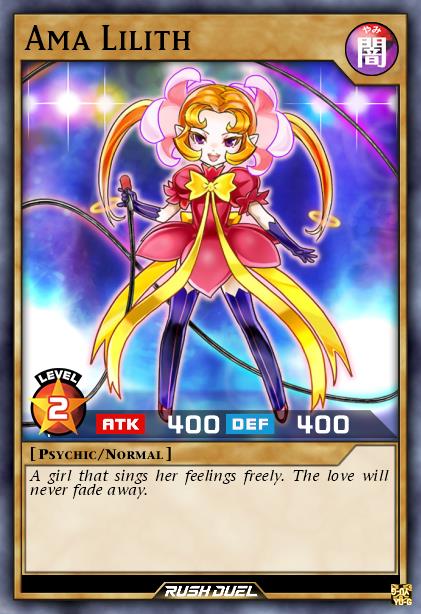 Ama Lilith
やみ
闇
LEVEL
2
ATK 400 DEF 400
[Psychic/Normal]
A girl that sings her feelings freely. The love will
never fade away.
RUSH DUEL